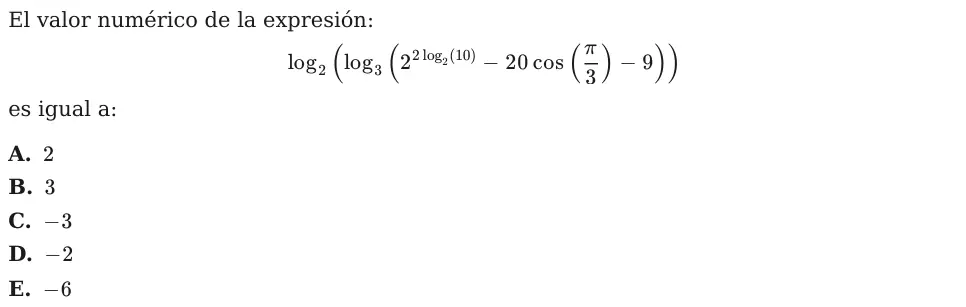 El valor numérico de la expresión:
log₂ (log₃ (2^{2 log₂(10)} − 20 cos (π/3) − 9))
es igual a:
A. 2
B. 3
C. −3
D. −2
E. −6